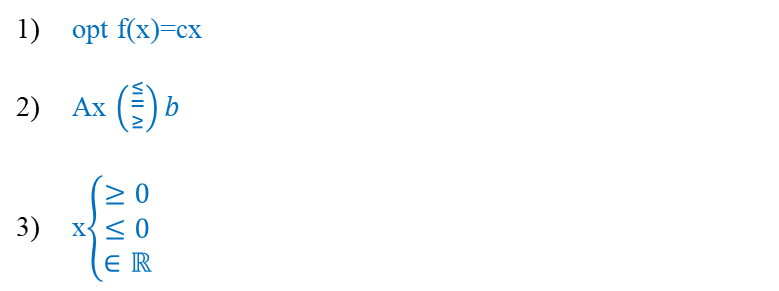 1) opt f(x)=cx
2) Ax (≤ = ≥) b
3) x{ ≥ 0
≤ 0
∈ ℝ